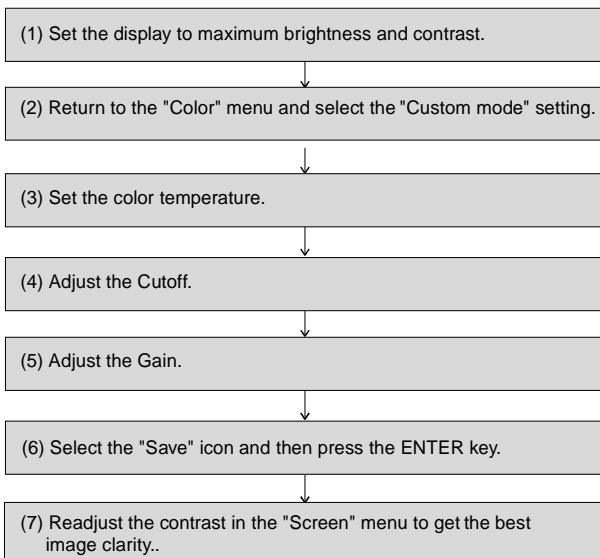 (1) Set the display to maximum brightness and contrast.
(2) Return to the "Color" menu and select the "Custom mode" setting.
(3) Set the color temperature.
(4) Adjust the Cutoff.
(5) Adjust the Gain.
(6) Select the "Save" icon and then press the ENTER key.
(7) Readjust the contrast in the "Screen" menu to get the best
image clarity..